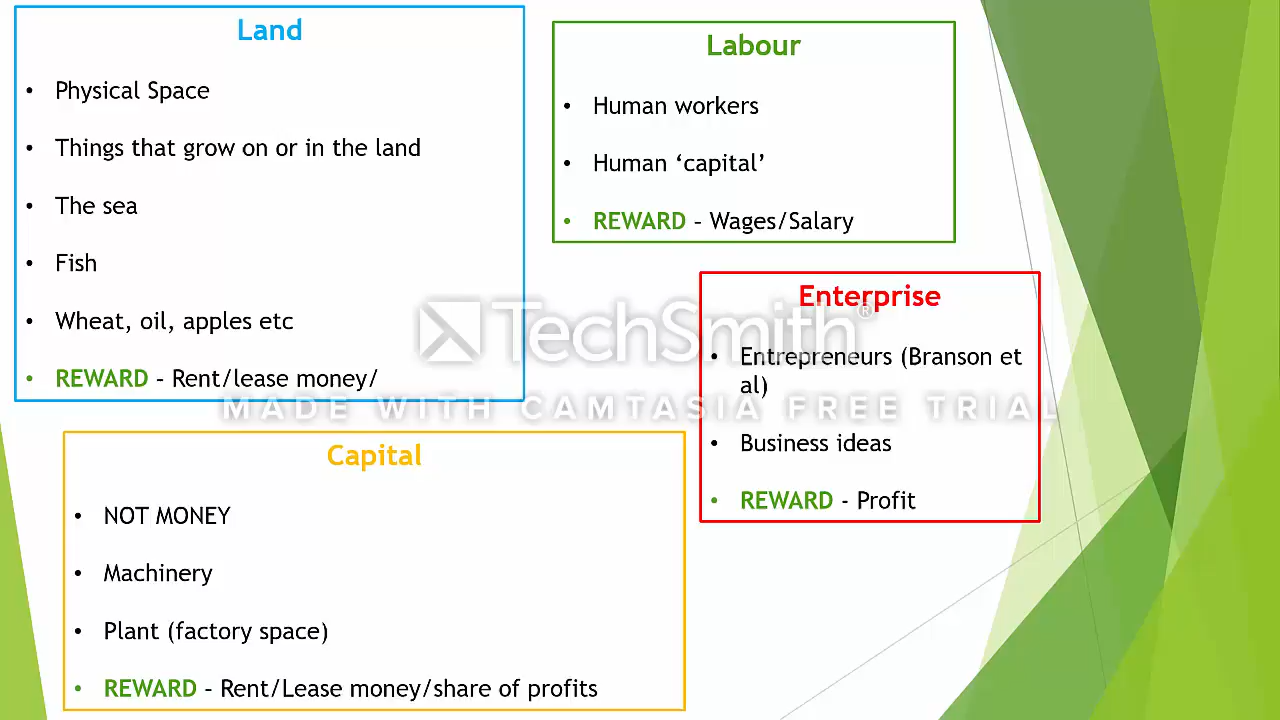 Land
• Physical Space
• Things that grow on or in the land
• The sea
• Fish
• Wheat, oil, apples etc
• REWARD – Rent/lease money/
Labour
• Human workers
• Human ‘capital’
• REWARD – Wages/Salary
Enterprise
• Entrepreneurs (Branson et
al)
• Business ideas
• REWARD - Profit
Capital
• NOT MONEY
• Machinery
• Plant (factory space)
• REWARD – Rent/Lease money/share of profits
TechSmith®
MADE WITH CAMTASIA FREE TRIAL